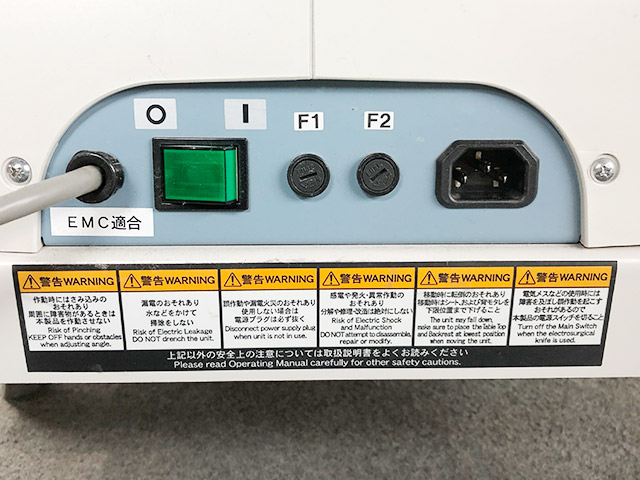 O I
F1 F2
EMC適合
警告WARNING
作動時にはさみ込みの
おそれあり
周囲に障害物があるときは
本製品を作動させない
Risk of Pinching
KEEP OFF hands or obstacles
when adjusting angle.
警告WARNING
漏電のおそれあり
水などをかけて
掃除をしない
Risk of Electric Leakage
DO NOT drench the unit.
警告WARNING
誤作動や漏電火災のおそれあり
使用しない場合は
電源プラグは必ず抜く
Disconnect power supply plug
when unit is not in use.
警告WARNING
感電や発火・異常作動の
おそれあり
分解や修理・改造は絶対にしない
Risk of Electric Shock
and Malfunction
DO NOT attempt to disassemble,
repair or modify.
警告WARNING
移動時に転倒のおそれあり
移動時はシート、および背モタレを
下限位置まで下げること
The unit may fall down,
make sure to place the Table Top
and Backrest at lowest position
when moving the unit.
警告WARNING
電気メスなどの使用時には
障害を及ぼし誤作動を起こす
おそれがあるので
本製品の電源スイッチを切ること
Turn off the Main Switch
when the electrosurgical
knife is used.
上記以外の安全上の注意については取扱説明書をよくお読みください
Please read Operating Manual carefully for other safety cautions.